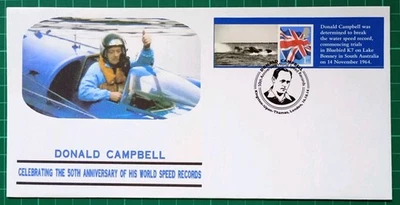 Donald Campbell was
determined to break
the water speed record,
commencing trials
in Bluebird K7 on Lake
Bonney in South Australia
on 14 November 1964.
DONALD CAMPBELL
CELEBRATING THE 50TH ANNIVERSARY OF HIS WORLD SPEED RECORDS